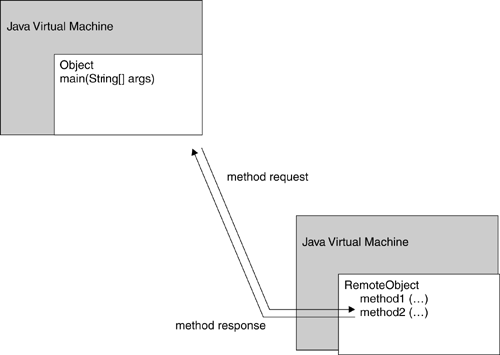 Java Virtual Machine
Object
main(String[] args)
method request
Java Virtual Machine
RemoteObject
method1 (...)
method2 (...)
method response